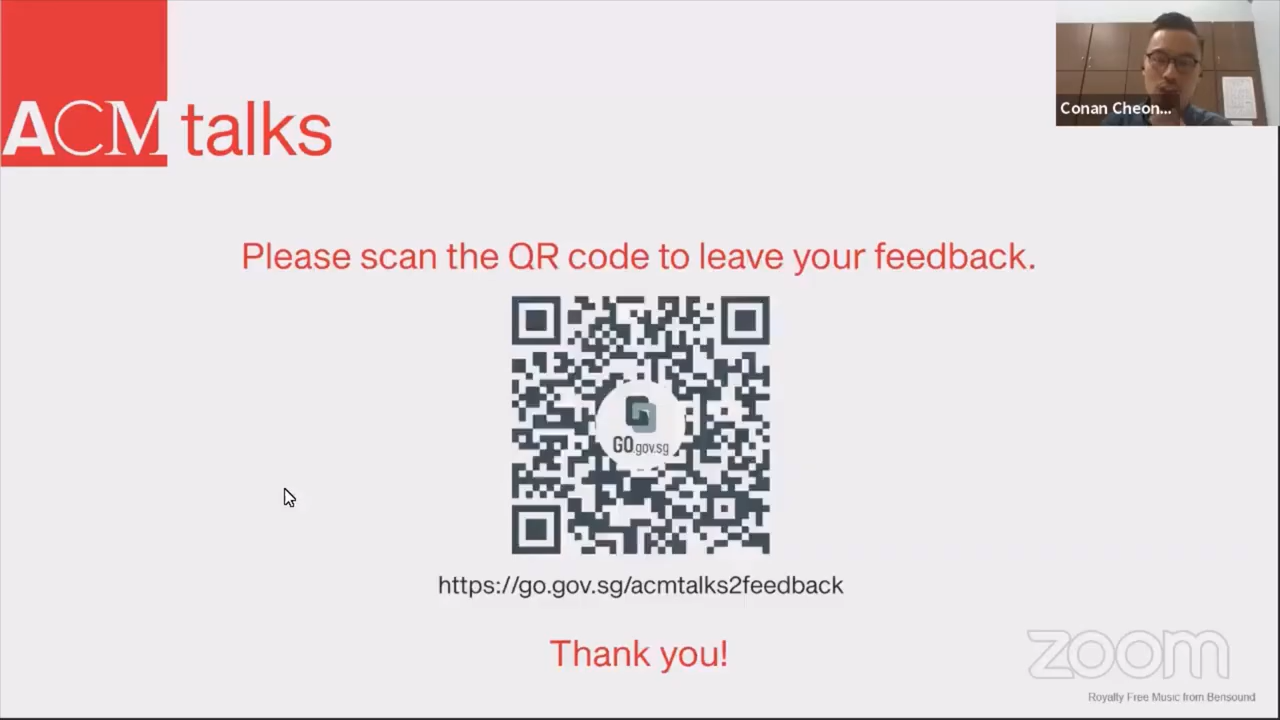 ACM talks
Conan Cheon...
Please scan the QR code to leave your feedback.
GO.gov.sg
https://go.gov.sg/acmtalks2feedback
Thank you!
zoom
Royalty Free Music from Bensound